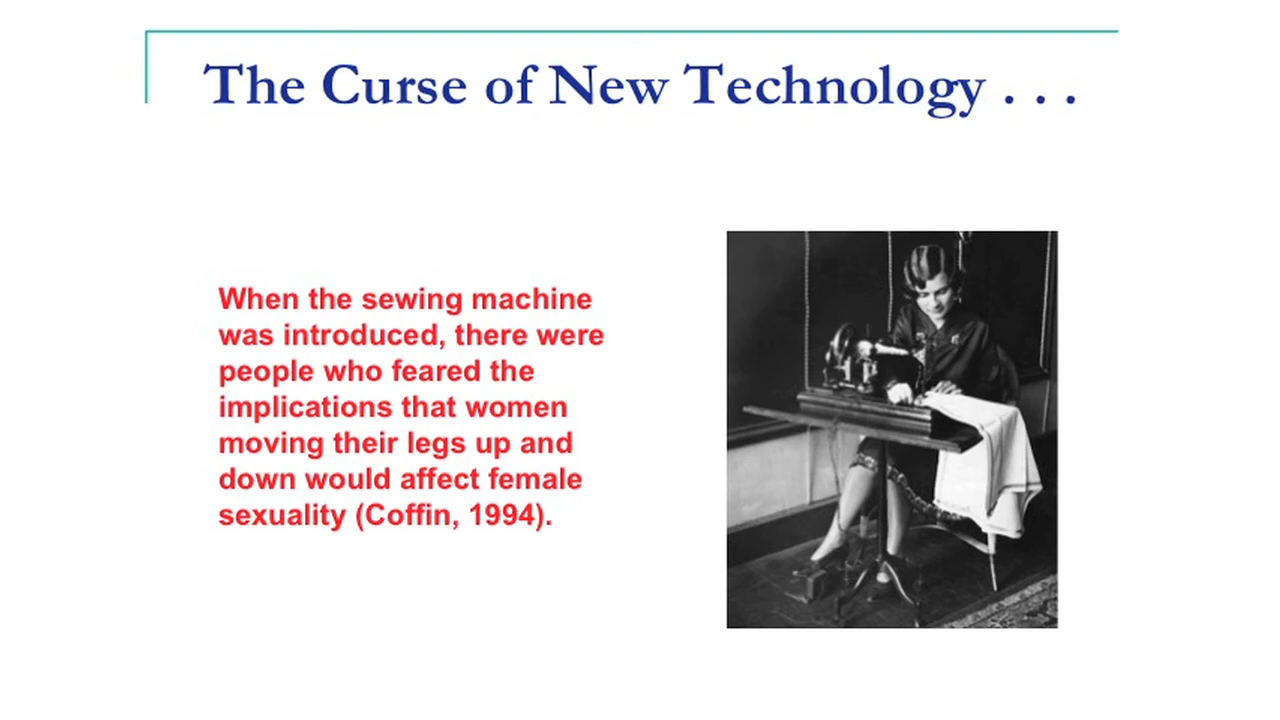 The Curse of New Technology . . .
When the sewing machine
was introduced, there were
people who feared the
implications that women
moving their legs up and
down would affect female
sexuality (Coffin, 1994).